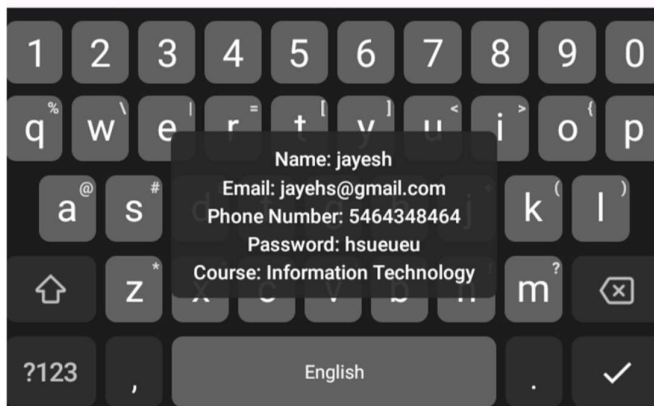 1 2 3 4 5 6 7 8 9 0
% \ | = [ ] < > {
q w e r t y u i o p
@ # ( )
a s d j k l
* ?
z x c v b n m
?123 , English .
Name: jayesh
Email: jayehs@gmail.com
Phone Number: 5464348464
Password: hsueueu
Course: Information Technology